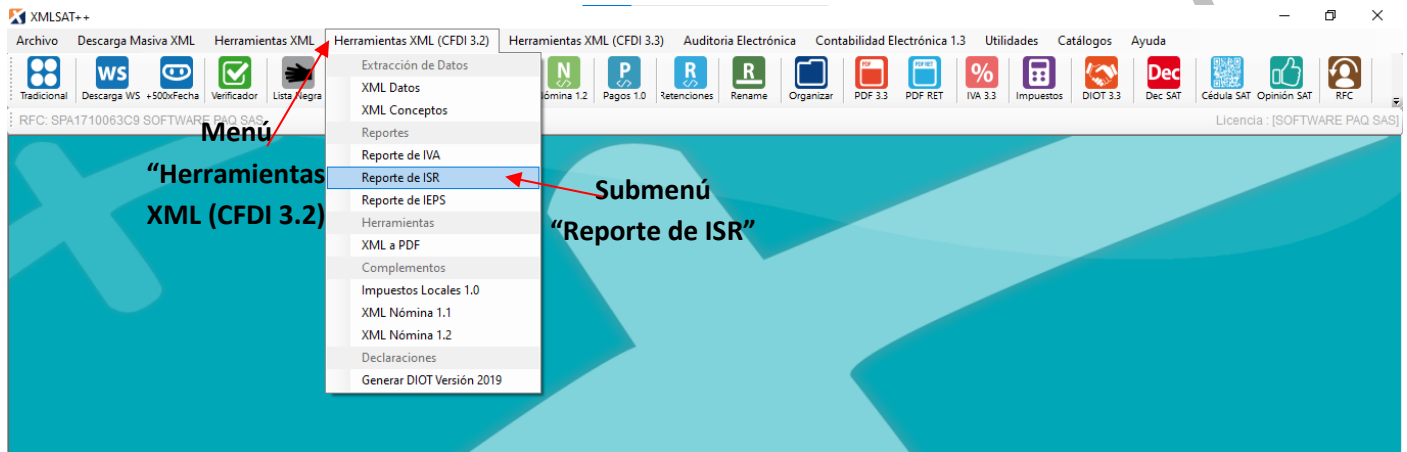 XMLSAT++
Archivo Descarga Masiva XML Herramientas XML Herramientas XML (CFDI 3.2) Herramientas XML (CFDI 3.3) Auditoria Electrónica Contabilidad Electrónica 1.3 Utilidades Catálogos Ayuda
WS N P R R PDF PDF RET % Dec
Tradicional Descarga WS +500xFecha Verificador Lista Negra Nómina 1.2 Pagos 1.0 Retenciones Rename Organizar PDF 3.3 PDF RET IVA 3.3 Impuestos DIOT 3.3 Dec SAT Cédula SAT Opinión SAT RFC
RFC: SPA1710063C9 SOFTWARE PAQ SAS
Licencia : [SOFTWARE PAQ SAS]
Extracción de Datos
XML Datos
XML Conceptos
Reportes
Reporte de IVA
Reporte de ISR
Reporte de IEPS
Herramientas
XML a PDF
Complementos
Impuestos Locales 1.0
XML Nómina 1.1
XML Nómina 1.2
Declaraciones
Generar DIOT Versión 2019
Menú
“Herramientas
XML (CFDI 3.2)
Submenú
“Reporte de ISR”